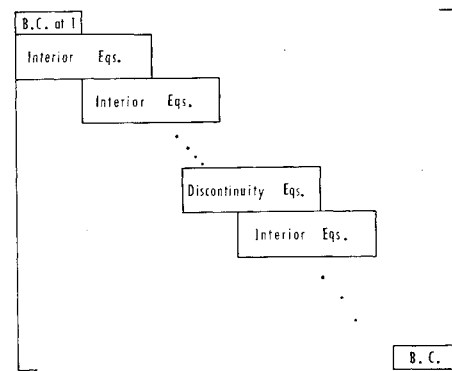 B.C. at 1
Interior Eqs.
Interior Eqs.
Discontinuity Eqs.
Interior Eqs.
B.C.